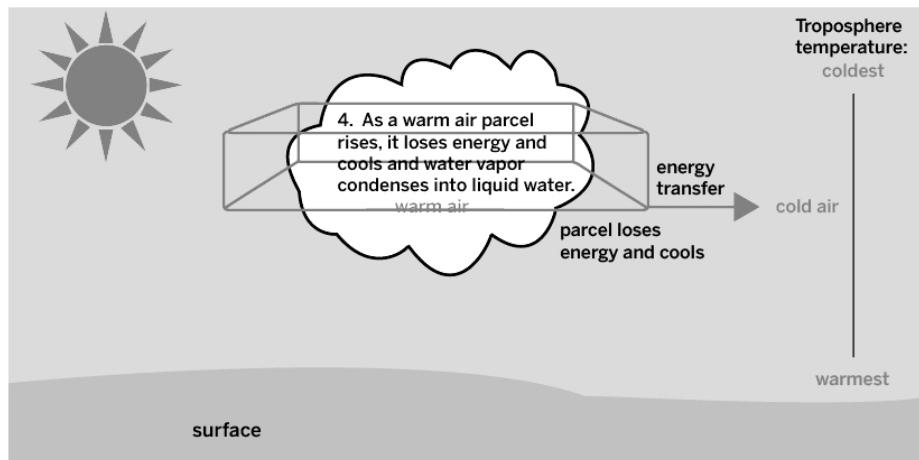 Troposphere
temperature:
coldest
4. As a warm air parcel
rises, it loses energy and
cools and water vapor
condenses into liquid water.
warm air
energy
transfer
cold air
parcel loses
energy and cools
warmest
surface